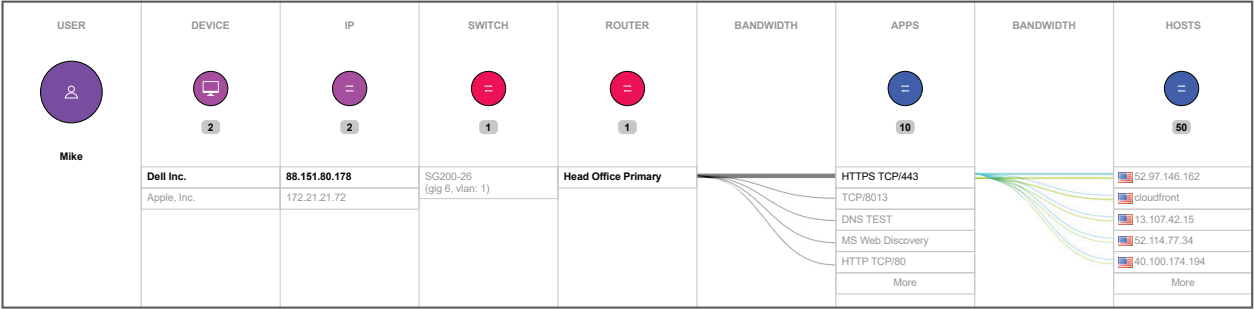 USER
DEVICE
IP
SWITCH
ROUTER
BANDWIDTH
APPS
BANDWIDTH
HOSTS
2
2
1
1
10
50
Mike
Dell Inc.
Apple, Inc.
88.151.80.178
172.21.21.72
SG200-26
(gig 6, vlan: 1)
Head Office Primary
HTTPS TCP/443
TCP/8013
DNS TEST
MS Web Discovery
HTTP TCP/80
More
52.97.146.162
cloudfront
13.107.42.15
52.114.77.34
40.100.174.194
More